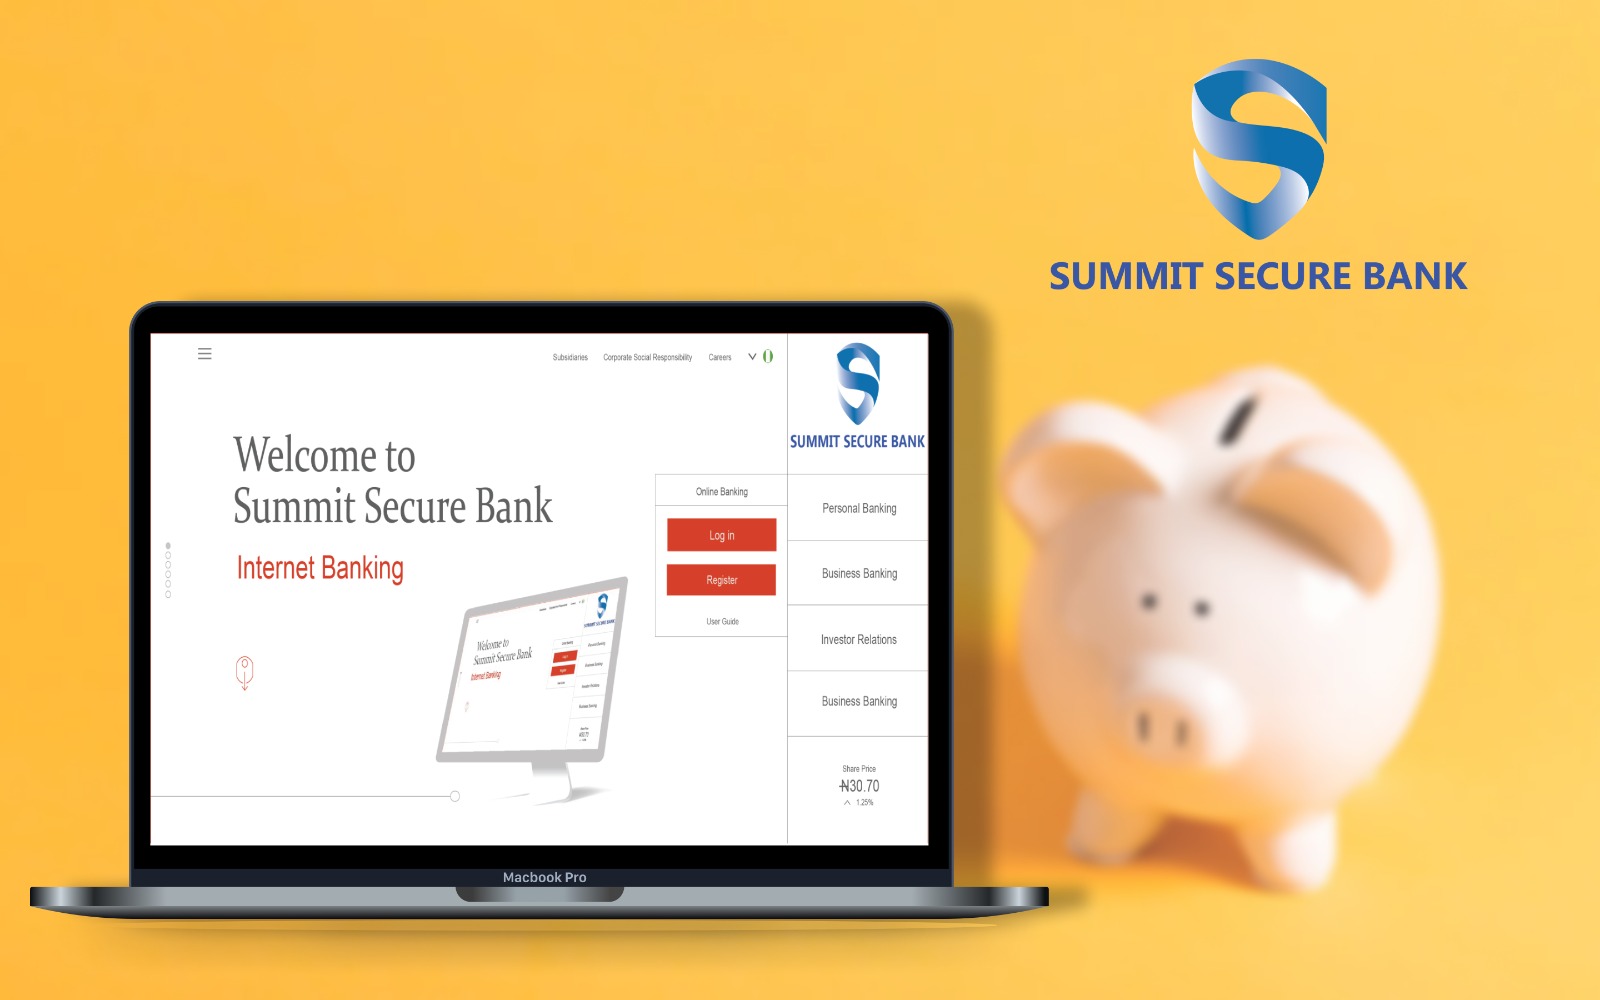 SUMMIT SECURE BANK
Subsidiaries Corporate Social Responsibility Careers
SUMMIT SECURE BANK
Welcome to
Summit Secure Bank
Internet Banking
Online Banking
Log in
Register
User Guide
Personal Banking
Business Banking
Investor Relations
Business Banking
Share Price
₦30.70
1.25%
Welcome to
Summit Secure Bank
Internet Banking
Macbook Pro